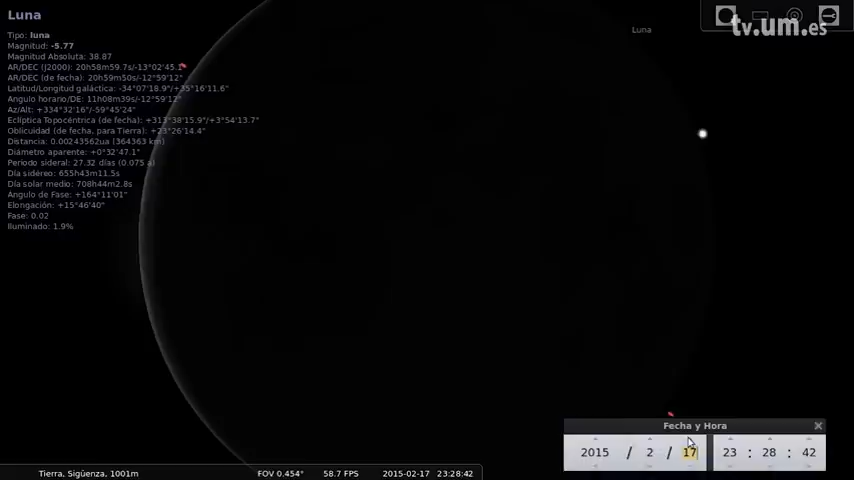 Luna
Tipo: luna
Magnitud: -5.77
Magnitud Absoluta: 38.87
AR/DEC (J2000): 20h58m59.7s/-13°02'45.1"
AR/DEC (de fecha): 20h59m50s/-12°59'12"
Latitud/Longitud galáctica: -34°07'18.9"/+35°16'11.6"
Angulo horario/DE: 11h08m39s/-12°59'12"
Az/Alt: +334°32'16"/-59°45'24"
Eclíptica Topocéntrica (de fecha): +313°38'15.9"/+3°54'13.7"
Oblicuidad (de fecha, para Tierra): +23°26'14.4"
Distancia: 0.00243562ua (364363 km)
Diámetro aparente: +0°32'47.1"
Período sideral: 27.32 días (0.075 a)
Día sidéreo: 655h43m11.5s
Día solar medio: 708h44m2.8s
Angulo de Fase: +164°11'01"
Elongación: +15°46'40"
Fase: 0.02
Iluminado: 1.9%
Luna
tv.um.es
Fecha y Hora
2015 / 2 / 17 23 : 28 : 42
Tierra, Sigüenza, 1001m FOV 0.454° 58.7 FPS 2015-02-17 23:28:42